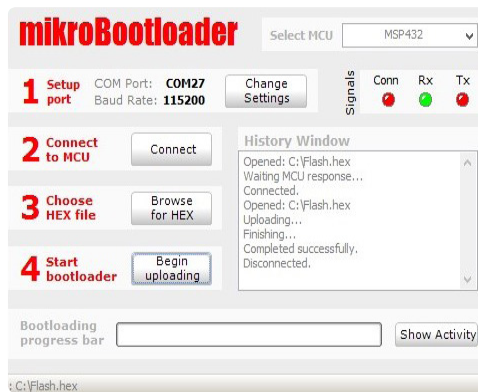 mikroBootloader
Select MCU MSP432
1 Setup port
COM Port: COM27
Baud Rate: 115200
Change Settings
Signals
Conn Rx Tx
2 Connect to MCU
Connect
3 Choose HEX file
Browse for HEX
4 Start bootloader
Begin uploading
History Window
Opened: C:\Flash.hex
Waiting MCU response...
Connected.
Opened: C:\Flash.hex
Uploading...
Finishing...
Completed successfully.
Disconnected.
Bootloading progress bar
Show Activity
: C:\Flash.hex